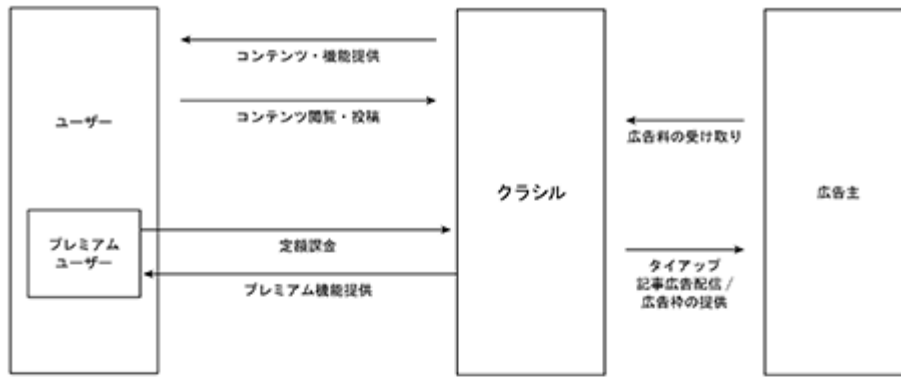 コンテンツ・機能提供
ユーザー
コンテンツ閲覧・投稿
広告料の受け取り
クラシル
広告主
プレミアム
ユーザー
定額課金
プレミアム機能提供
タイアップ
記事広告配信 /
広告枠の提供